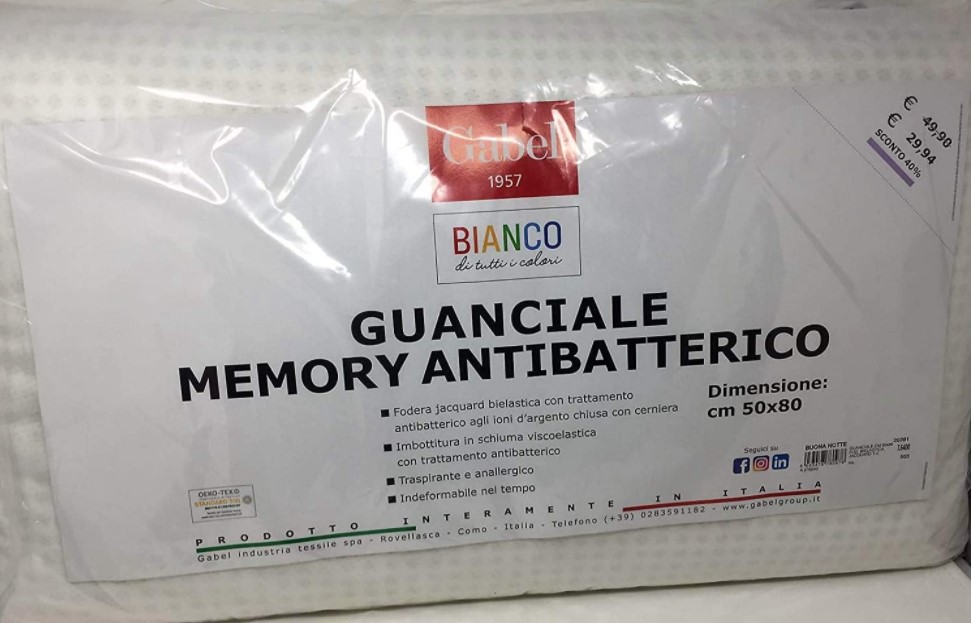 Gabel
1957
BIANCO
di tutti i colori
€ 49,90
€ 29,94
SCONTO 40%
GUANCIALE
MEMORY ANTIBATTERICO
■ Fodera jacquard bielastica con trattamento
antibatterico agli ioni d'argento chiusa con cerniera
■ Imbottitura in schiuma viscoelastica
con trattamento antibatterico
■ Traspirante e anallergico
■ Indeformabile nel tempo
Dimensione:
cm 50x80
Seguici su
BUONA NOTTE
OEKO-TEX®
STANDARD 100
PRODOTTO INTERAMENTE IN ITALIA
Gabel industria tessile spa - Rovellasca - Como - Italia - Telefono (+39) 0283591182 - www.gabelgroup.it